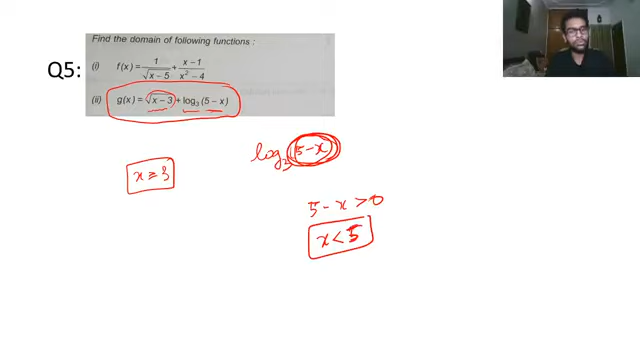 Find the domain of following functions :
Q5:
(i) f(x) = 1/√(x − 5) + (x − 1)/(x² − 4)
(ii) g(x) = √(x − 3) + log₃ (5 − x)
log₃ (5 − x)
x ≥ 3
5 − x > 0
x < 5